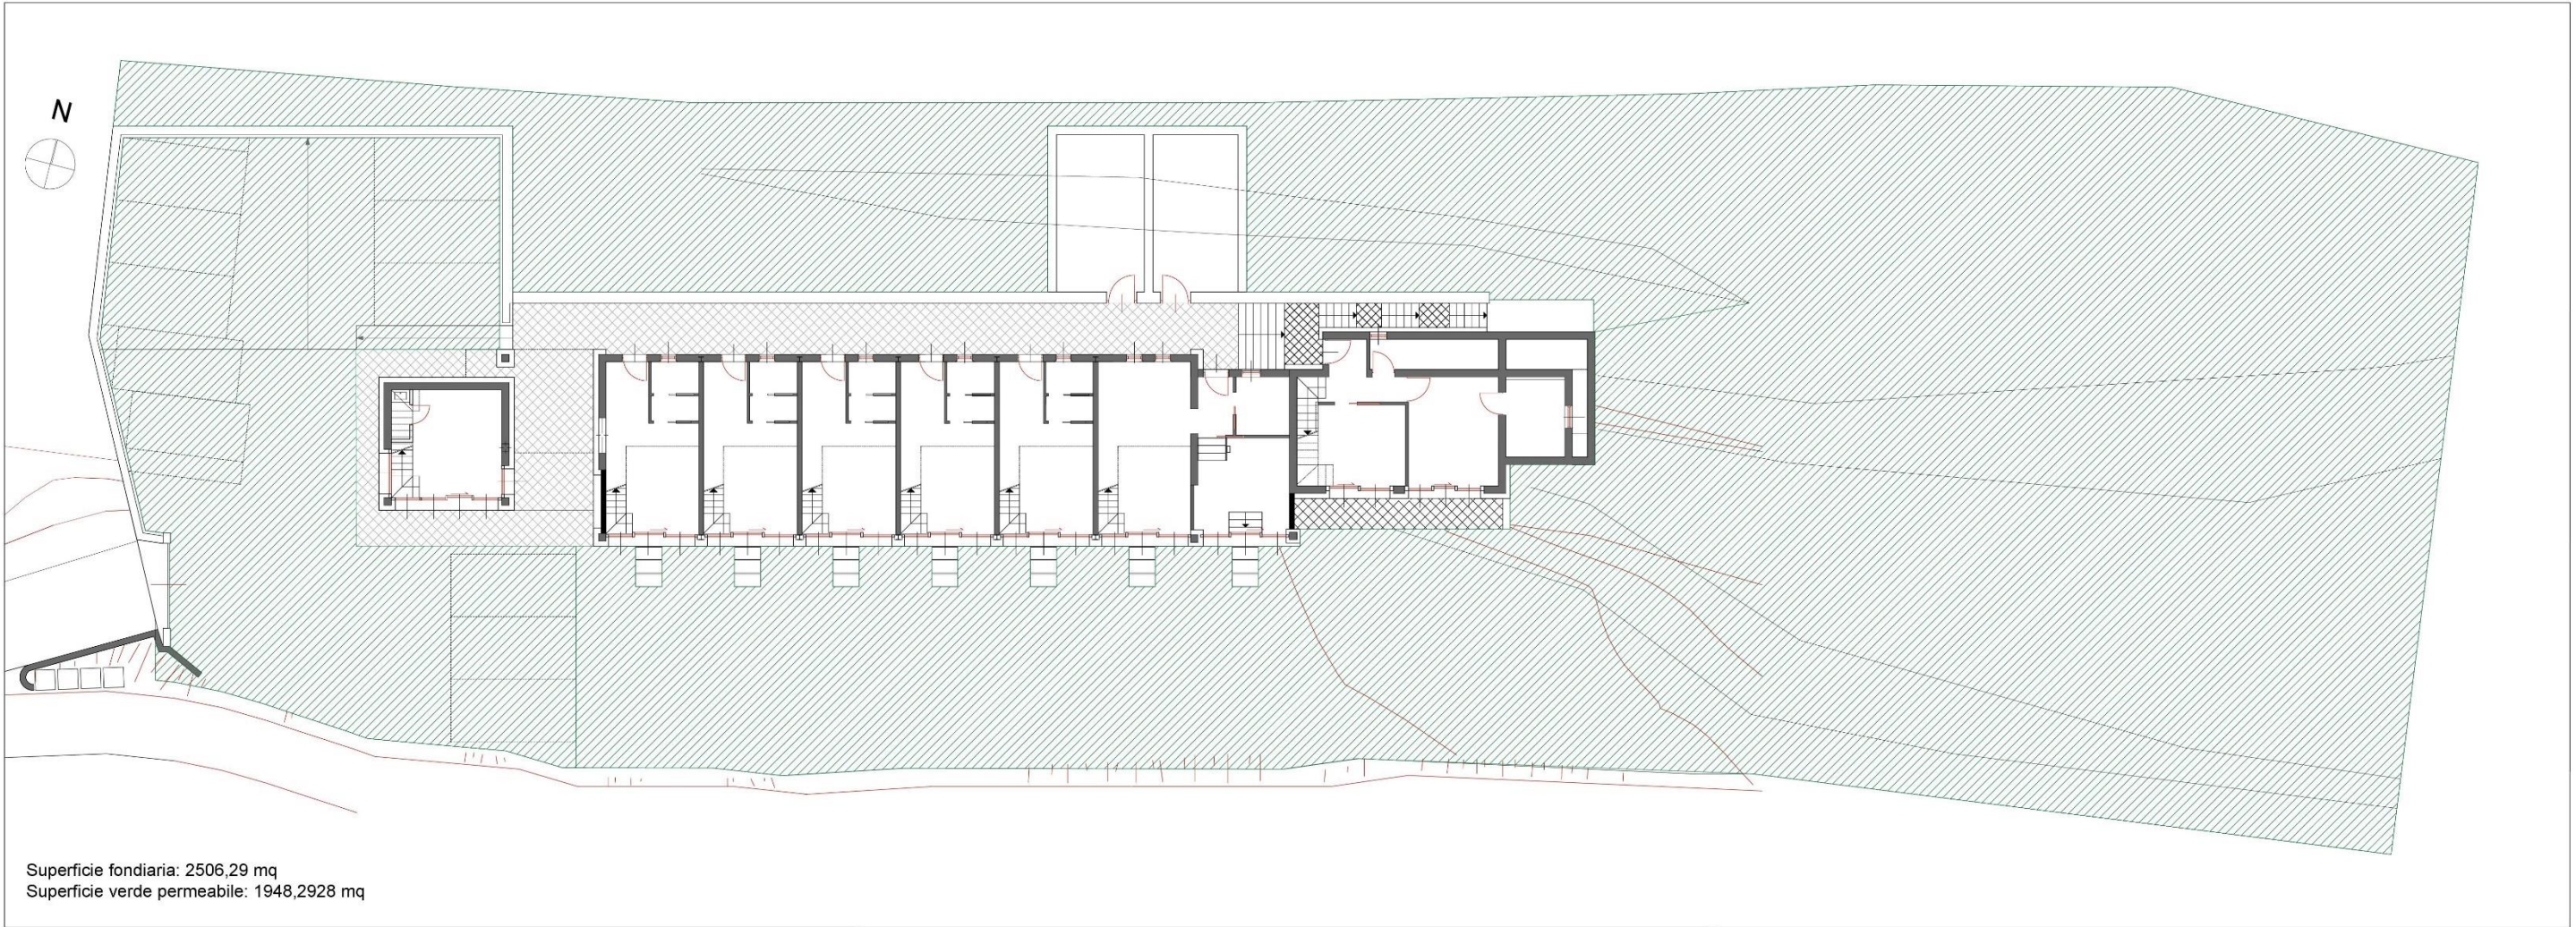 N
Superficie fondiaria: 2506,29 mq
Superficie verde permeabile: 1948,2928 mq